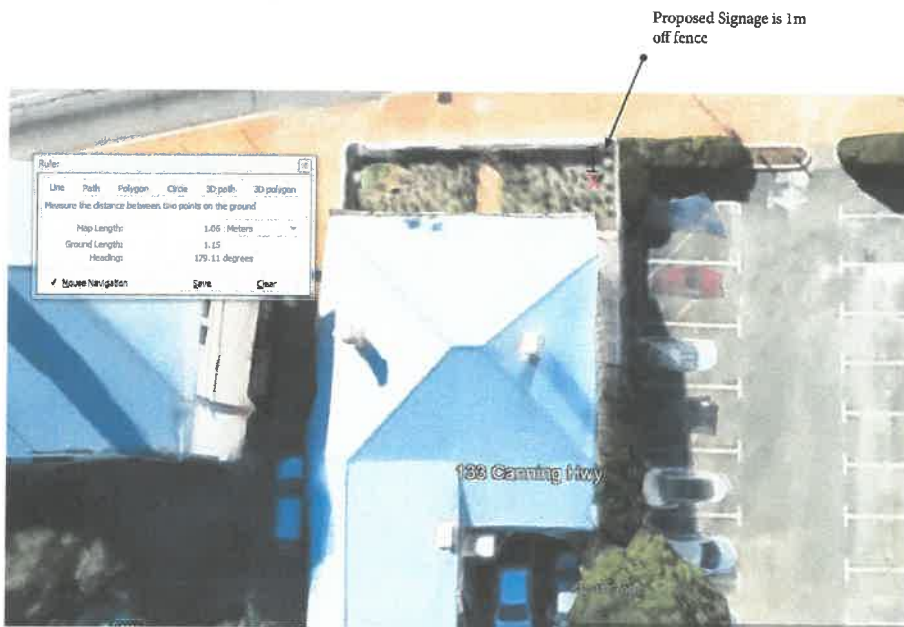 Proposed Signage is 1m
off fence
Ruler
Line Path Polygon Circle 3D path 3D polygon
Measure the distance between two points on the ground
Map Length: 1.06 Meters
Ground Length: 1.15
Heading: 179.11 degrees
✓ Mouse Navigation Save Clear
133 Canning Hwy